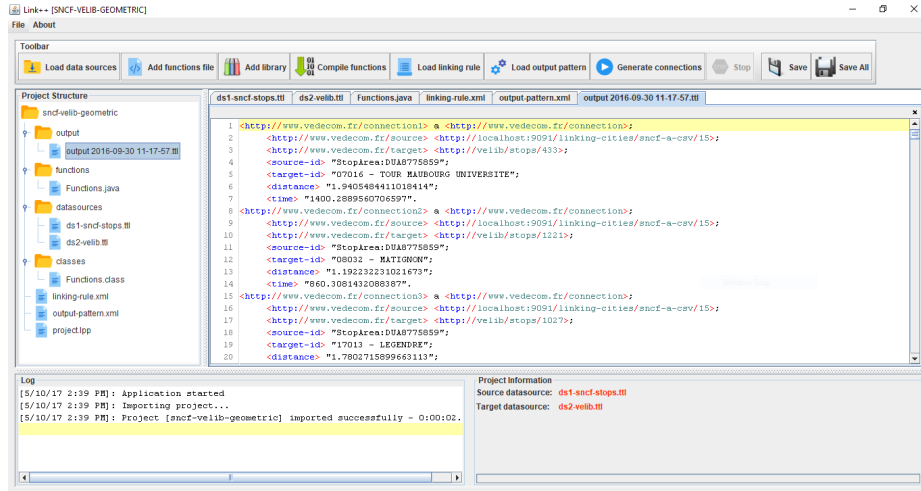 Link++ [SNCF-VELIB-GEOMETRIC]
File About
Toolbar
Load data sources Add functions file Add library Compile functions Load linking rule Load output pattern Generate connections Stop Save Save All
Project Structure
sncf-velib-geometric
output
output 2016-09-30 11-17-57.ttl
functions
Functions.java
datasources
ds1-sncf-stops.ttl
ds2-velib.ttl
classes
Functions.class
linking-rule.xml
output-pattern.xml
project.lpp
ds1-sncf-stops.ttl ds2-velib.ttl Functions.java linking-rule.xml output-pattern.xml output 2016-09-30 11-17-57.ttl
1 <http://www.vedecom.fr/connection1> a <http://www.vedecom.fr/connection>;
2 <http://www.vedecom.fr/source> <http://localhost:9091/linking-cities/sncf-a-csv/15>;
3 <http://www.vedecom.fr/target> <http://velib/stops/433>;
4 <source-id> "StopArea:DUA8775859";
5 <target-id> "07016 - TOUR MAUBOURG UNIVERSITE";
6 <distance> "1.9405484411018414";
7 <time> "1400.2889560706597".
8 <http://www.vedecom.fr/connection2> a <http://www.vedecom.fr/connection>;
9 <http://www.vedecom.fr/source> <http://localhost:9091/linking-cities/sncf-a-csv/15>;
10 <http://www.vedecom.fr/target> <http://velib/stops/1221>;
11 <source-id> "StopArea:DUA8775859";
12 <target-id> "08032 - MATIGNON";
13 <distance> "1.192232231021673";
14 <time> "860.3081432088387".
15 <http://www.vedecom.fr/connection3> a <http://www.vedecom.fr/connection>;
16 <http://www.vedecom.fr/source> <http://localhost:9091/linking-cities/sncf-a-csv/15>;
17 <http://www.vedecom.fr/target> <http://velib/stops/1027>;
18 <source-id> "StopArea:DUA8775859";
19 <target-id> "17013 - LEGENDRE";
20 <distance> "1.7802715899663113";
Log
[5/10/17 2:39 PM]: Application started
[5/10/17 2:39 PM]: Importing project...
[5/10/17 2:39 PM]: Project [sncf-velib-geometric] imported successfully - 0:00:02.
Project Information
Source datasource: ds1-sncf-stops.ttl
Target datasource: ds2-velib.ttl